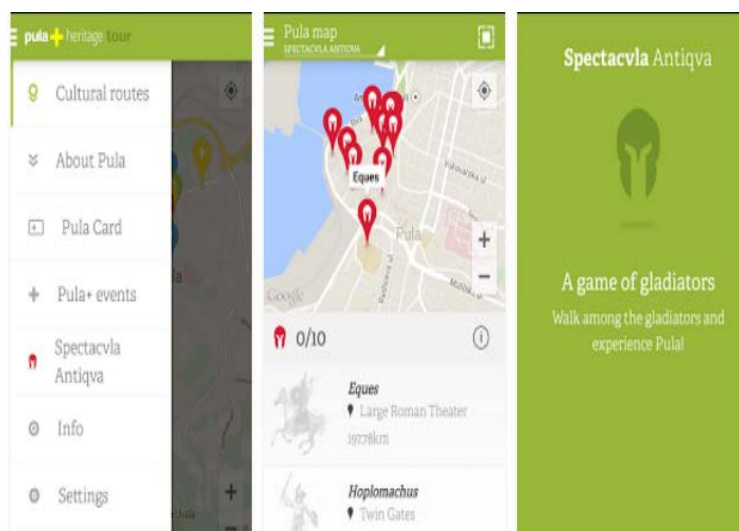 pula + heritage tour
Cultural routes
About Pula
Pula Card
Pula+ events
Spectacvla
Antiqva
Info
Settings
Pula map
SPECTACVLA ANTIQVA
Eques
Pula
Google
0/10
Eques
Large Roman Theater
19278km
Hoplomachus
Twin Gates
Spectacvla Antiqva
A game of gladiators
Walk among the gladiators and
experience Pula!